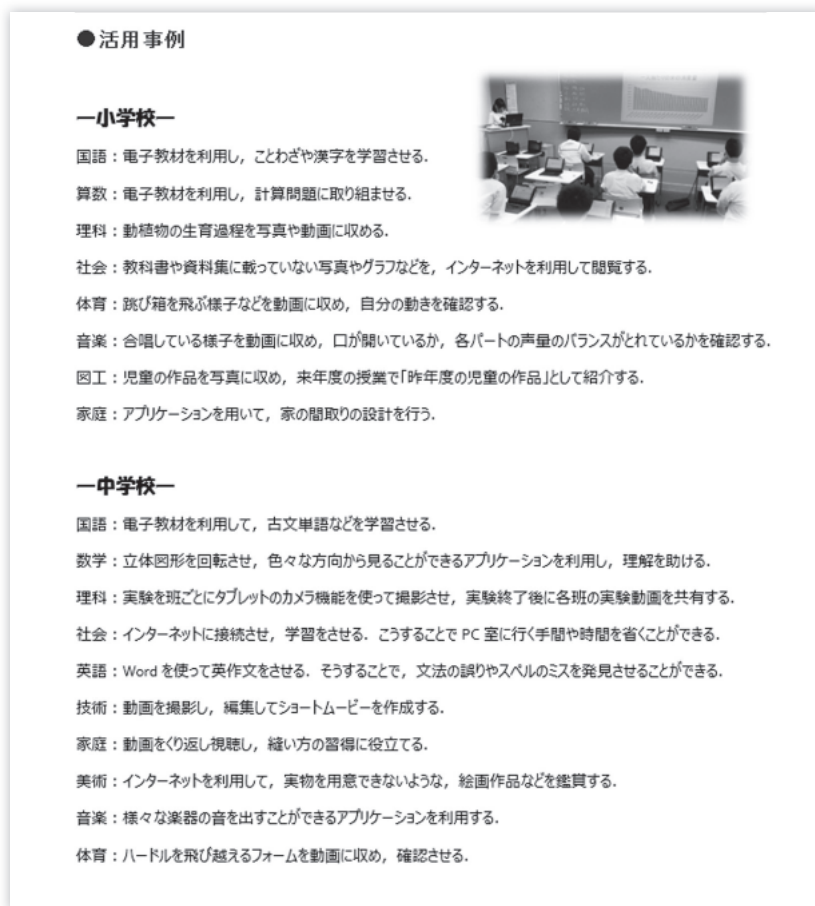 ●活用事例
―小学校―
国語：電子教材を利用し，ことわざや漢字を学習させる．
算数：電子教材を利用し，計算問題に取り組ませる．
理科：動植物の生育過程を写真や動画に収める．
社会：教科書や資料集に載っていない写真やグラフなどを，インターネットを利用して閲覧する．
体育：跳び箱を飛ぶ様子などを動画に収め，自分の動きを確認する．
音楽：合唱している様子を動画に収め，口が開いているか，各パートの声量のバランスがとれているかを確認する．
図工：児童の作品を写真に収め，来年度の授業で「昨年度の児童の作品」として紹介する．
家庭：アプリケーションを用いて，家の間取りの設計を行う．
―中学校―
国語：電子教材を利用して，古文単語などを学習させる．
数学：立体図形を回転させ，色々な方向から見ることができるアプリケーションを利用し，理解を助ける．
理科：実験を班ごとにタブレットのカメラ機能を使って撮影させ，実験終了後に各班の実験動画を共有する．
社会：インターネットに接続させ，学習をさせる．こうすることで PC 室に行く手間や時間を省くことができる．
英語：Word を使って英作文をさせる．そうすることで，文法の誤りやスペルのミスを発見させることができる．
技術：動画を撮影し，編集してショートムービーを作成する．
家庭：動画をくり返し視聴し，縫い方の習得に役立てる．
美術：インターネットを利用して，実物を用意できないような，絵画作品などを鑑賞する．
音楽：様々な楽器の音を出すことができるアプリケーションを利用する．
体育：ハードルを飛び越えるフォームを動画に収め，確認させる．